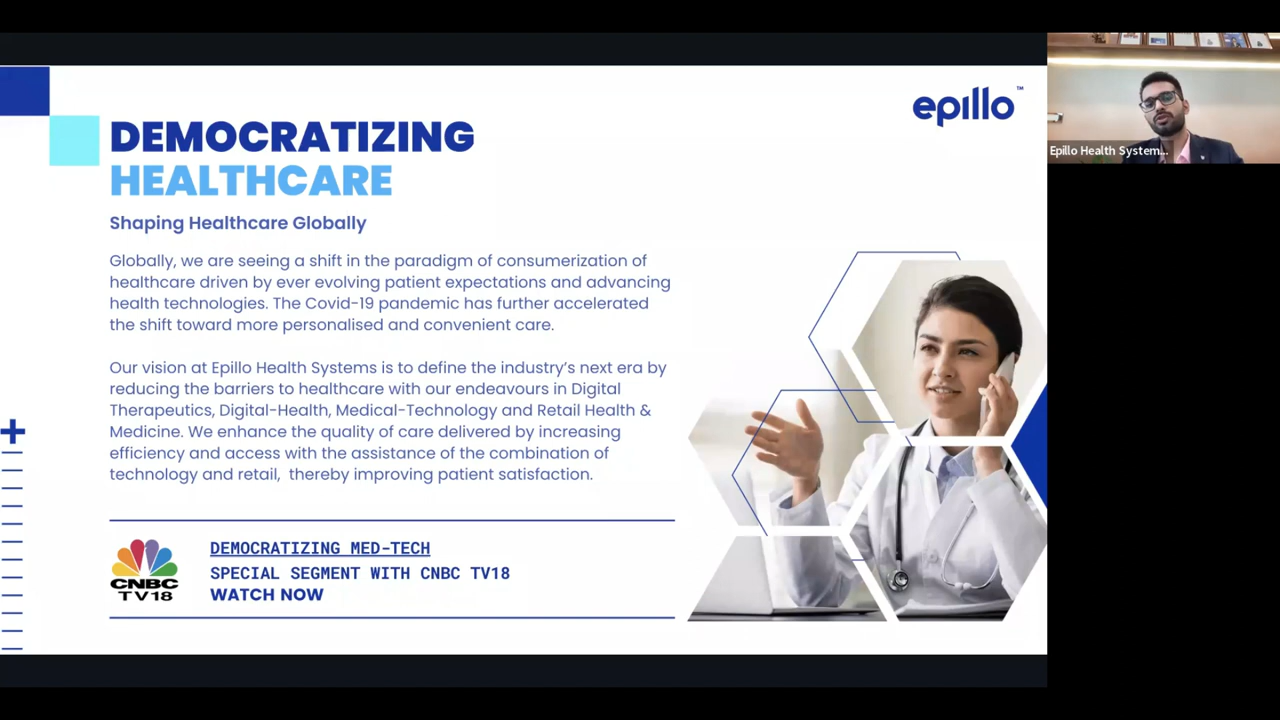 epillo™
DEMOCRATIZING
HEALTHCARE
Shaping Healthcare Globally
Globally, we are seeing a shift in the paradigm of consumerization of
healthcare driven by ever evolving patient expectations and advancing
health technologies. The Covid-19 pandemic has further accelerated
the shift toward more personalised and convenient care.
Our vision at Epillo Health Systems is to define the industry's next era by
reducing the barriers to healthcare with our endeavours in Digital
Therapeutics, Digital-Health, Medical-Technology and Retail Health &
Medicine. We enhance the quality of care delivered by increasing
efficiency and access with the assistance of the combination of
technology and retail, thereby improving patient satisfaction.
CNBC
TV18
DEMOCRATIZING MED-TECH
SPECIAL SEGMENT WITH CNBC TV18
WATCH NOW
Epillo Health System...